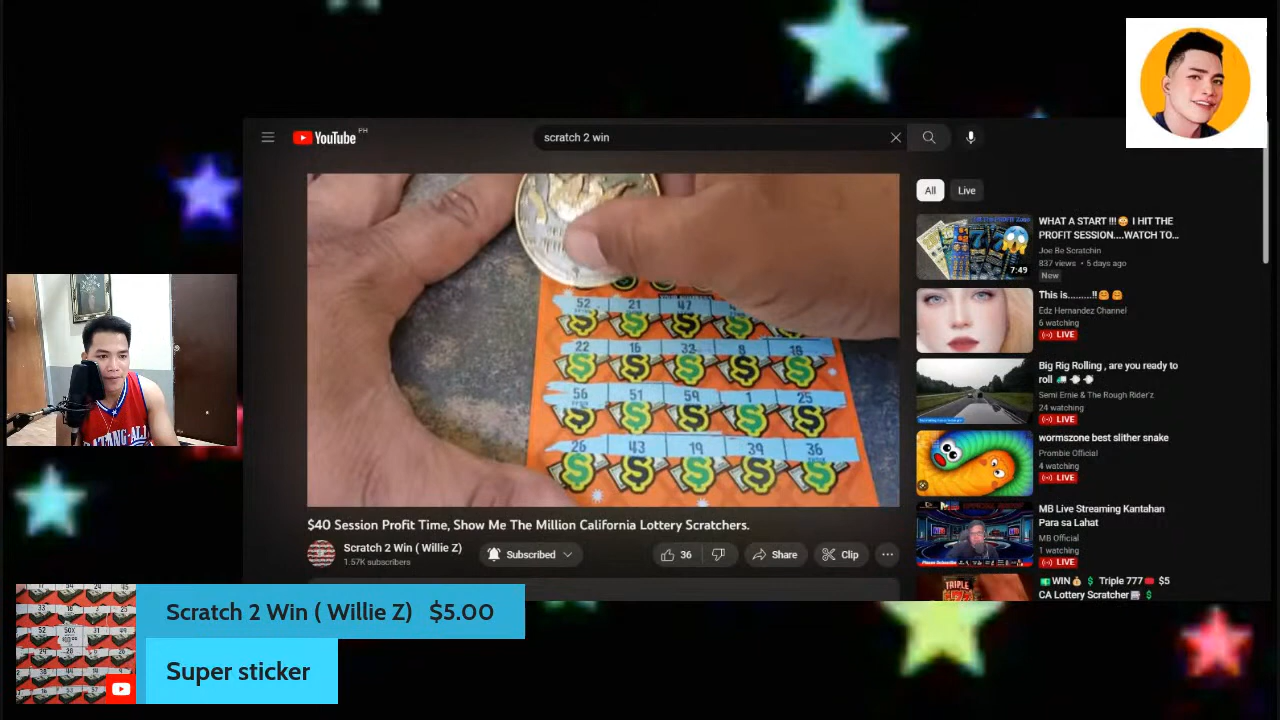 YouTube PH
scratch 2 win
All
Live
52 21 47
22 16 32 8 18
56 51 59 1 25
26 43 19 39 36
$40 Session Profit Time, Show Me The Million California Lottery Scratchers.
Scratch 2 Win ( Willie Z)
1.57K subscribers
Subscribed
36
Share
Clip
7:49
WHAT A START !!!😳 I HIT THE
PROFIT SESSION....WATCH TO...
Joe Be Scratchin
837 views • 5 days ago
New
This is.........!!🤗 🤗
Edz Hernandez Channel
6 watching
LIVE
Big Rig Rolling , are you ready to
roll 🚛 💨 💨
Semi Ernie & The Rough Rider'z
24 watching
LIVE
wormszone best slither snake
Prombie Official
4 watching
LIVE
MB Live Streaming Kantahan
Para sa Lahat
MB Official
1 watching
LIVE
TRIPLE
💵WIN💰 $ Triple 777🟥 $5
CA Lottery Scratcher🎰 $
BATANG-ALL
Scratch 2 Win ( Willie Z) $5.00
Super sticker